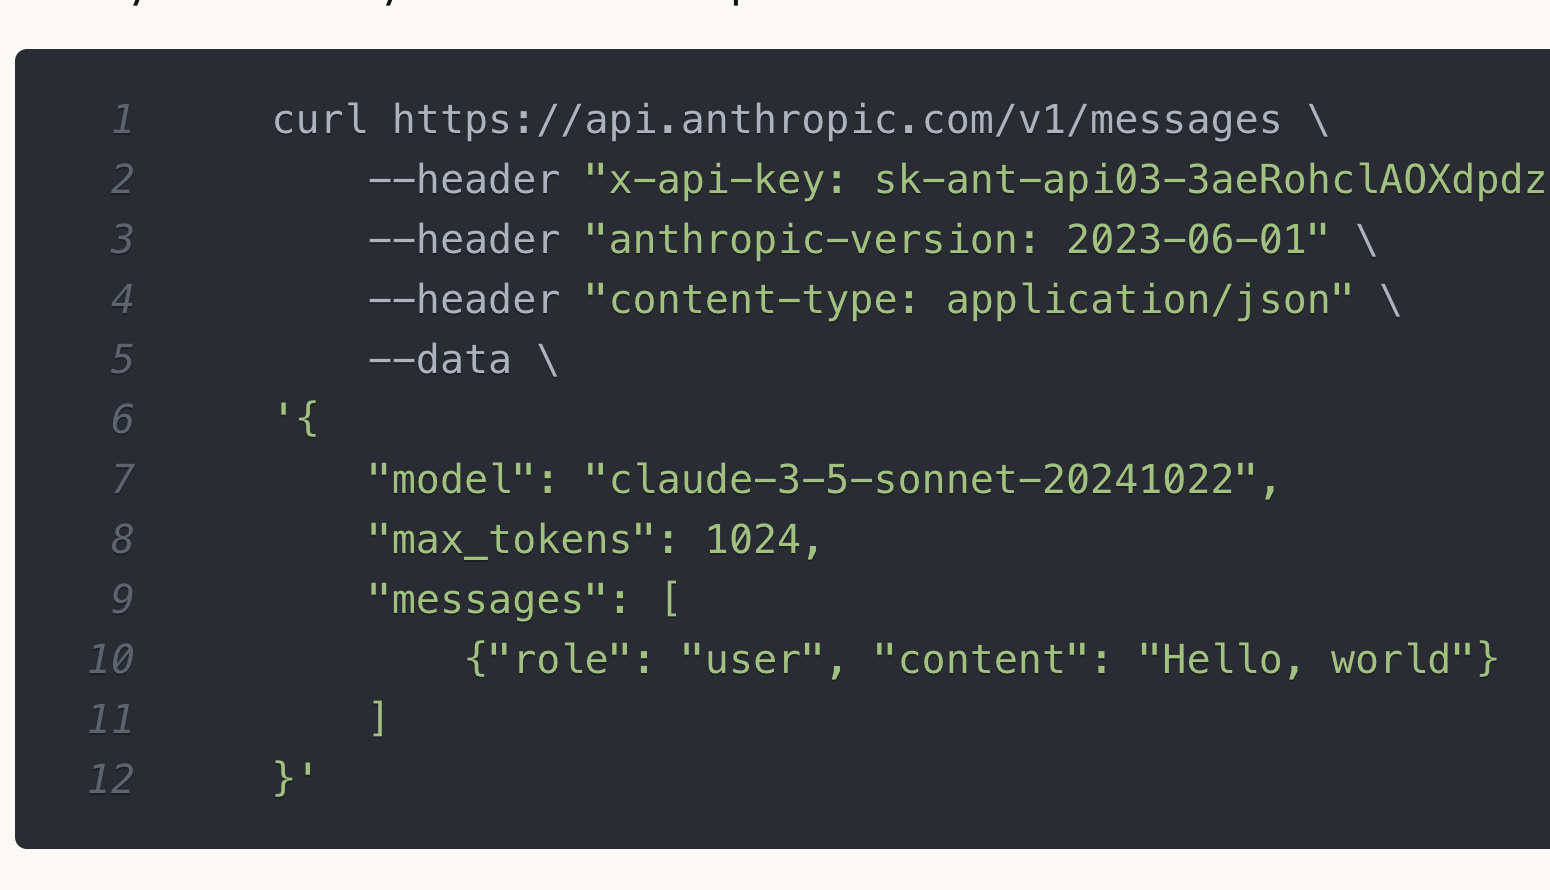 1 curl https://api.anthropic.com/v1/messages \
2 --header "x-api-key: sk-ant-api03-3aeRohclAOXdpdz
3 --header "anthropic-version: 2023-06-01" \
4 --header "content-type: application/json" \
5 --data \
6 '{
7 "model": "claude-3-5-sonnet-20241022",
8 "max_tokens": 1024,
9 "messages": [
10 {"role": "user", "content": "Hello, world"}
11 ]
12 }'